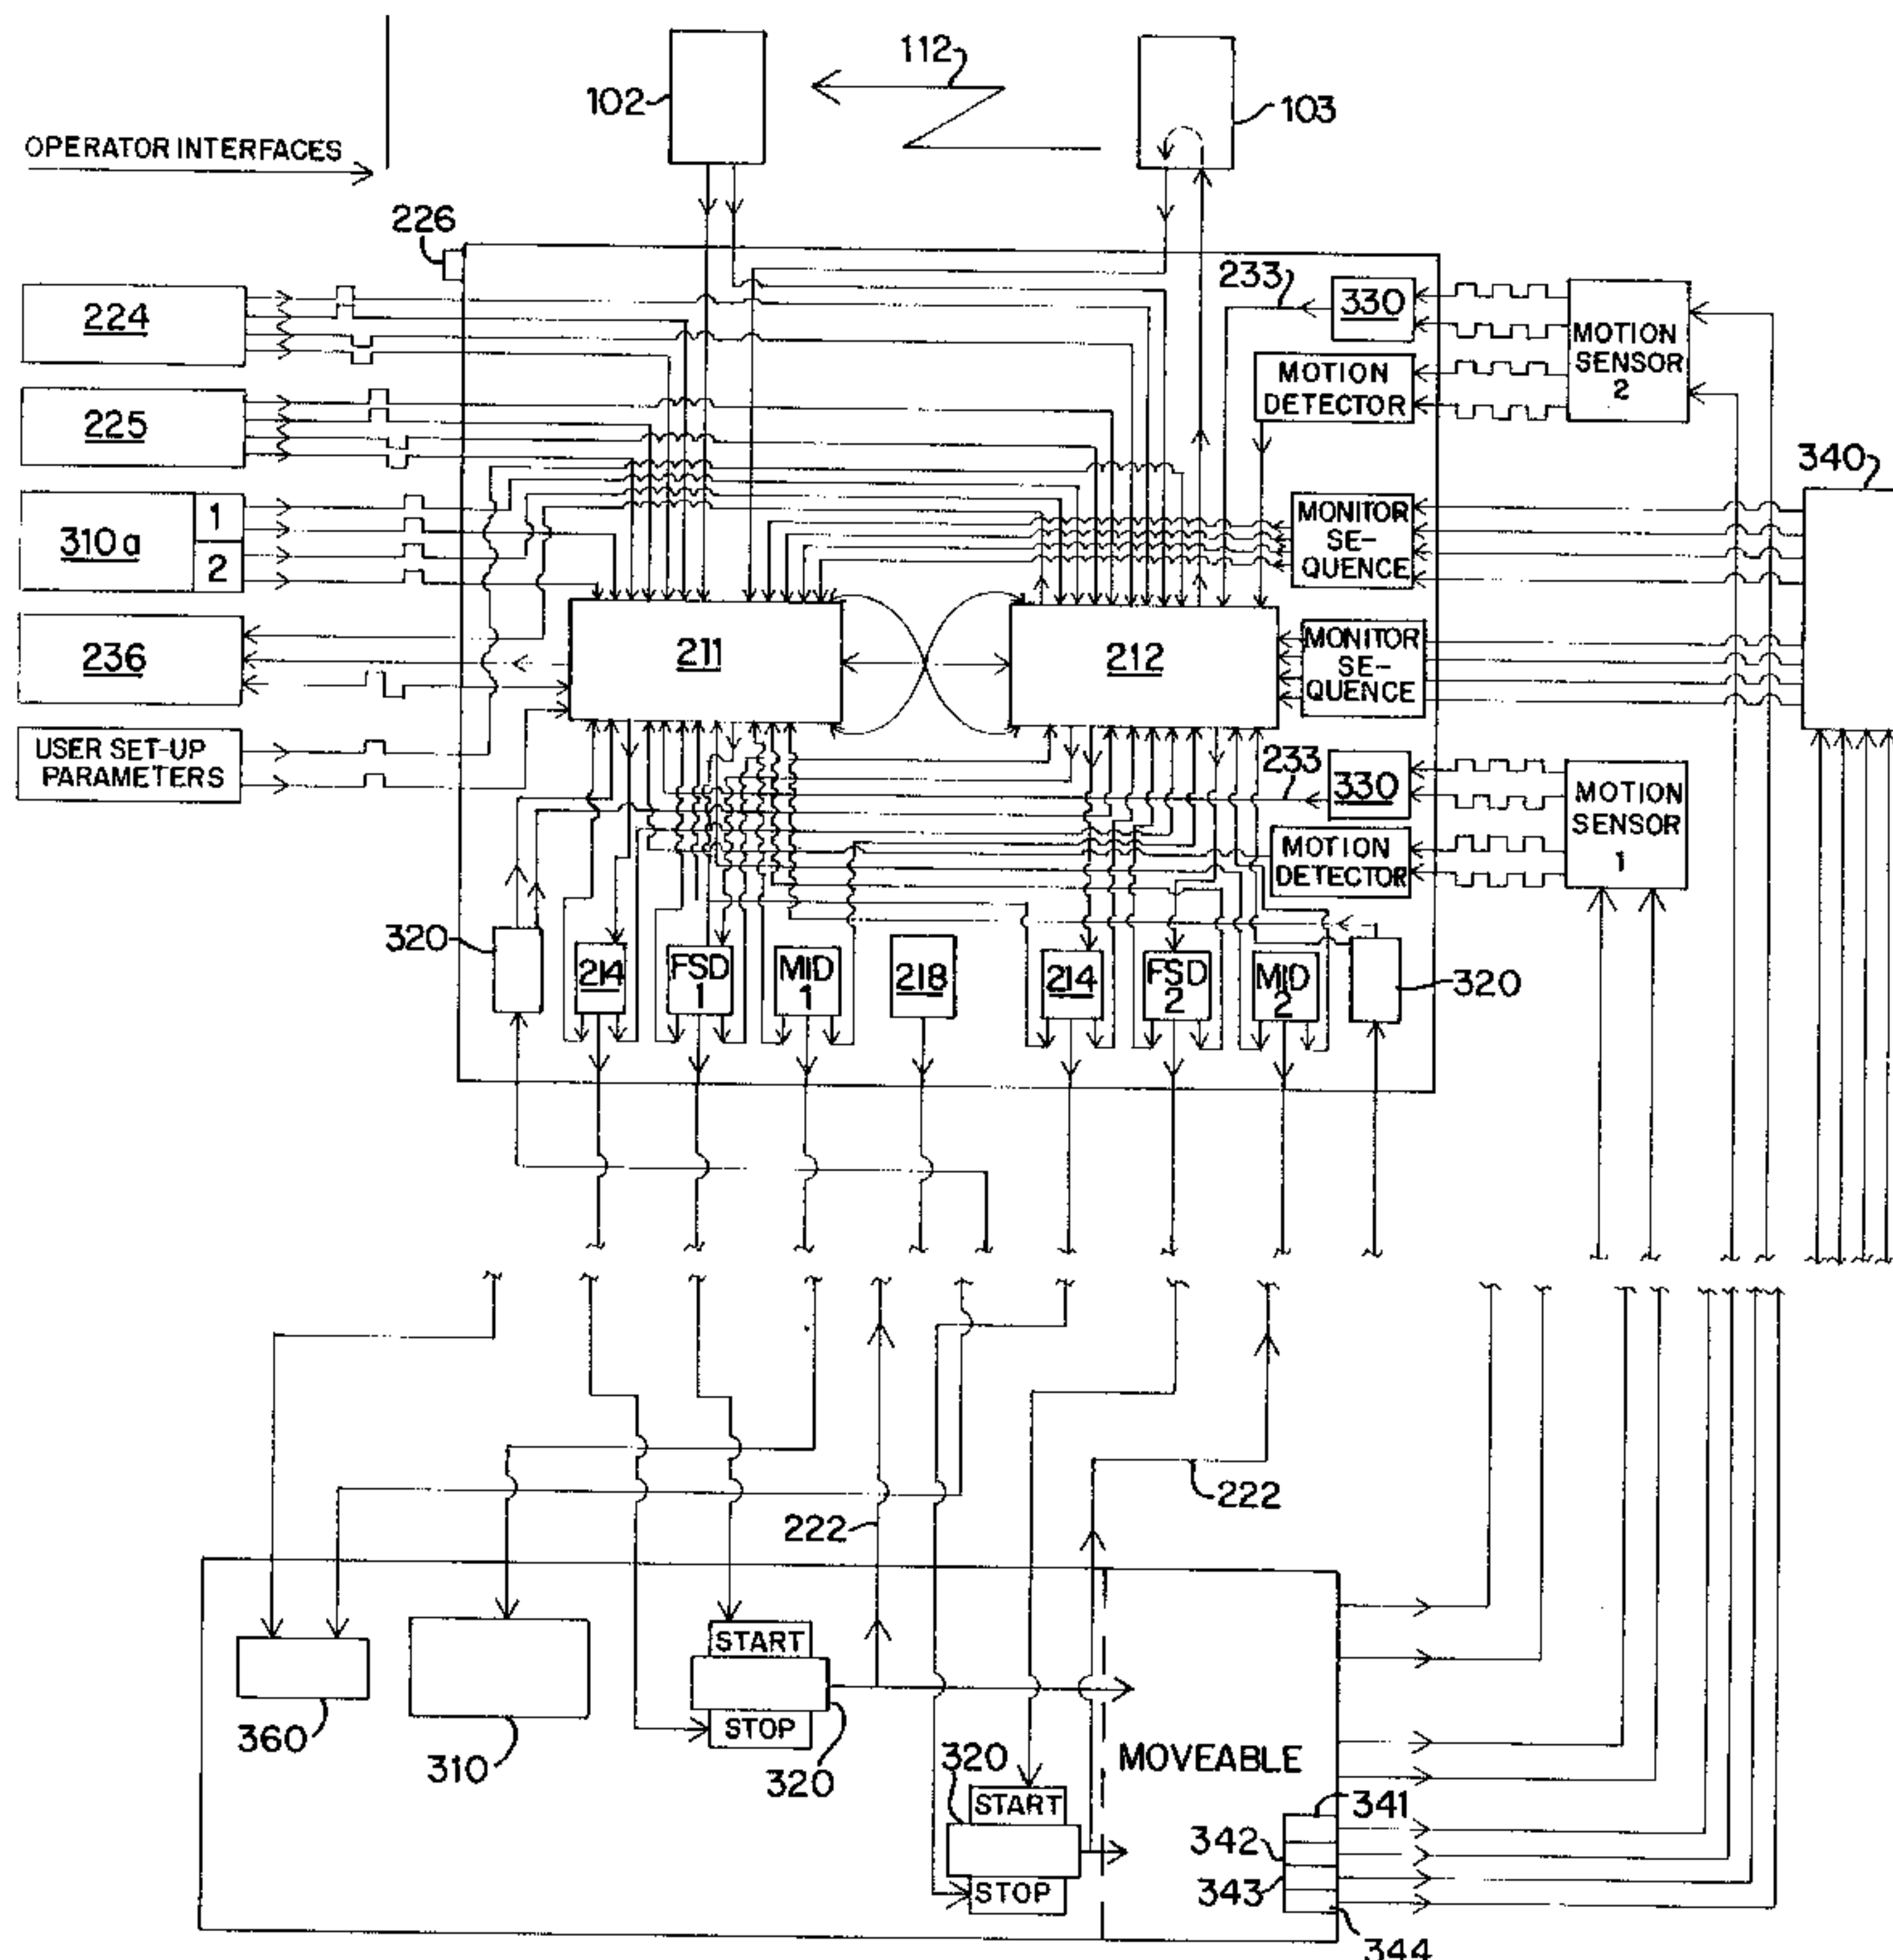 112
102
103
OPERATOR INTERFACES
226
224
233
330
MOTION
SENSOR
2
MOTION
DETECTOR
225
340
310a
1
2
MONITOR
SE-
QUENCE
236
211
212
MONITOR
SE-
QUENCE
USER SET-UP
PARAMETERS
233
330
MOTION
SENSOR
1
MOTION
DETECTOR
320
214
FSD
1
MID
1
218
214
FSD
2
MID
2
320
222
222
START
STOP
360
310
320
320
START
STOP
MOVEABLE
341
342
343
344